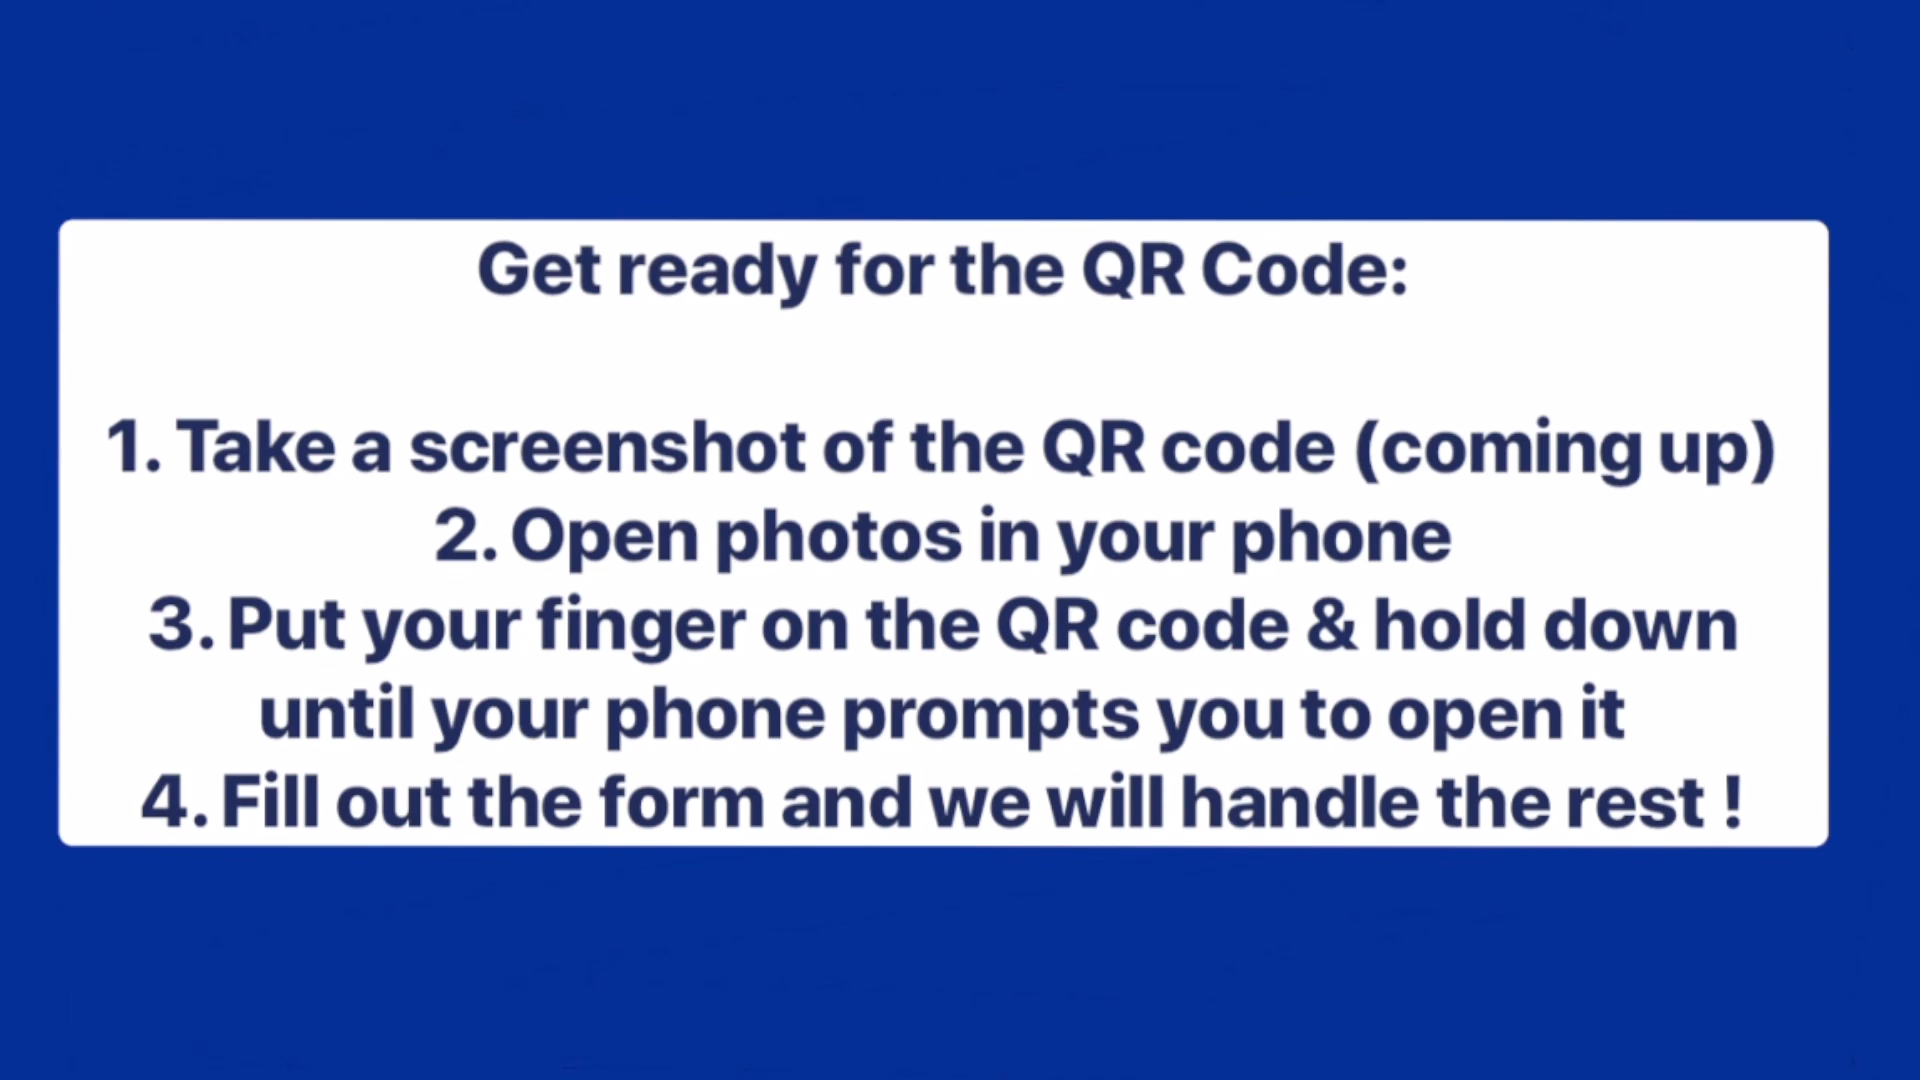 Get ready for the QR Code:
1. Take a screenshot of the QR code (coming up)
2. Open photos in your phone
3. Put your finger on the QR code & hold down
until your phone prompts you to open it
4. Fill out the form and we will handle the rest !